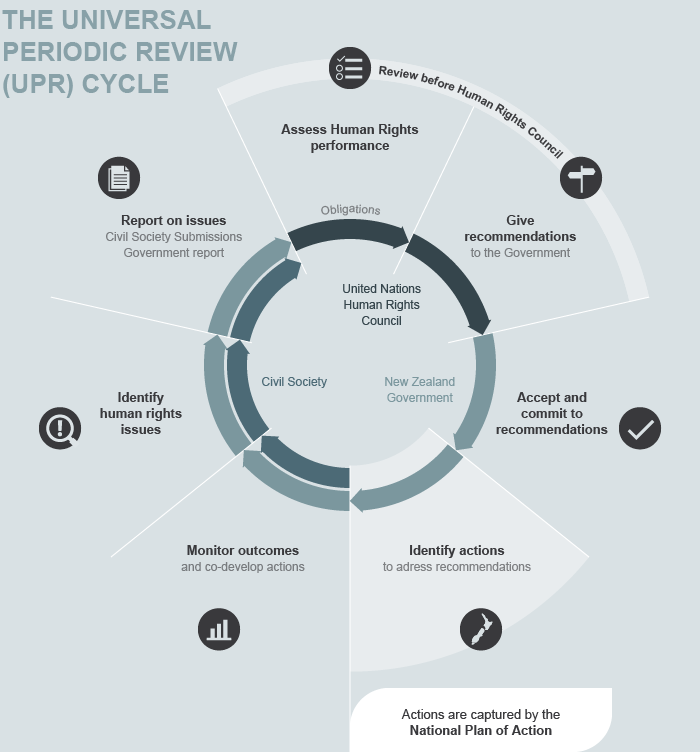 THE UNIVERSAL
PERIODIC REVIEW
(UPR) CYCLE
Review before Human Rights Council
Assess Human Rights
performance
Obligations
Give
recommendations
to the Government
Report on issues
Civil Society Submissions
Government report
United Nations
Human Rights
Council
Civil Society
New Zealand
Government
Identify
human rights
issues
Accept and
commit to
recommendations
Monitor outcomes
and co-develop actions
Identify actions
to adress recommendations
Actions are captured by the
National Plan of Action